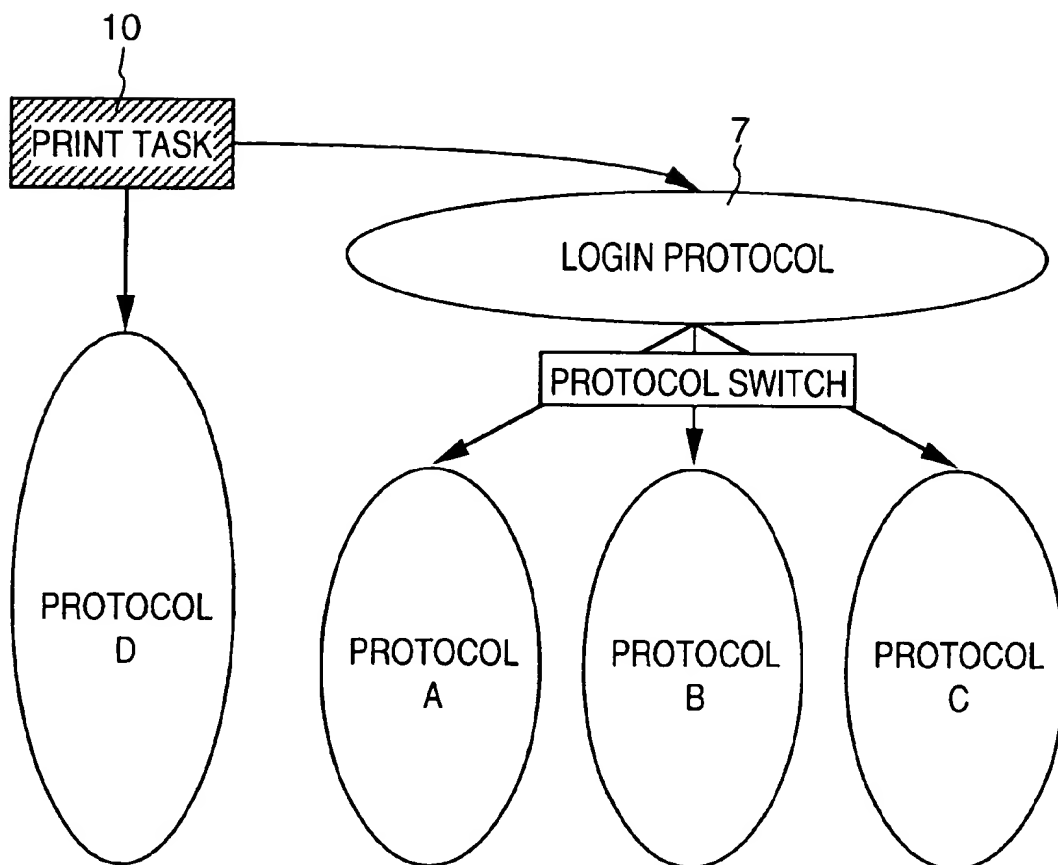 10
PRINT TASK
7
LOGIN PROTOCOL
PROTOCOL SWITCH
PROTOCOL
D
PROTOCOL
A
PROTOCOL
B
PROTOCOL
C